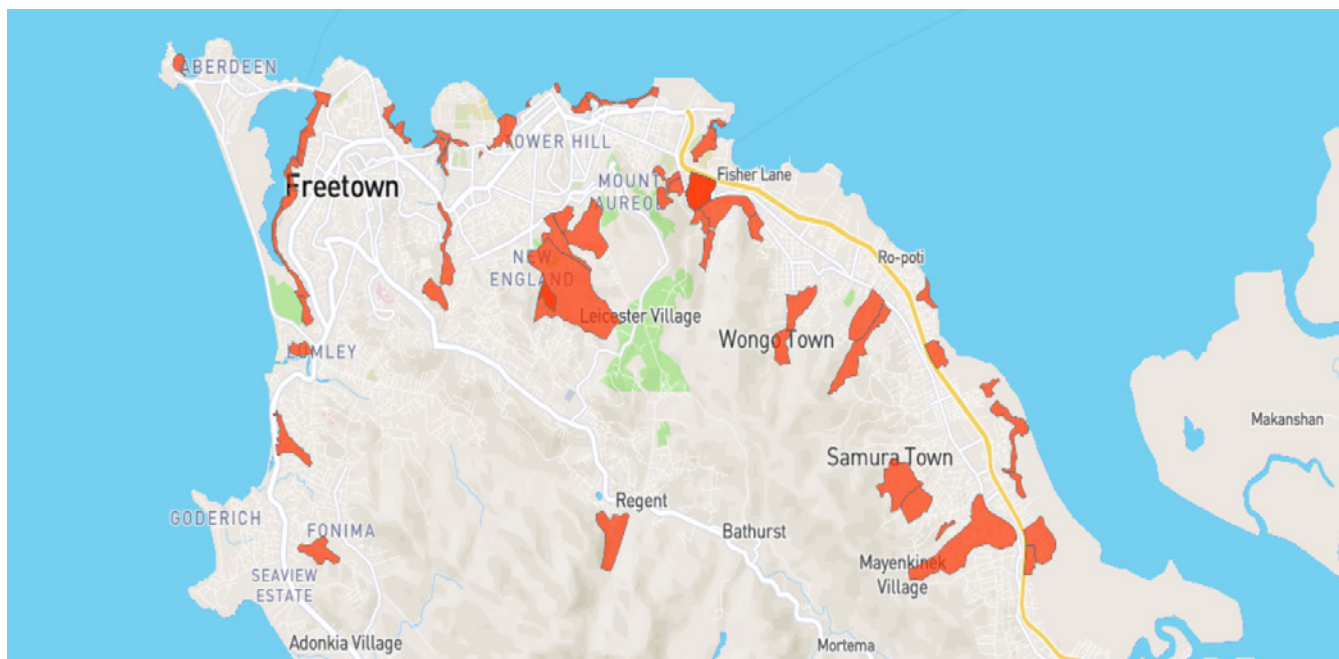 ABERDEEN
TOWER HILL
Freetown
MOUNT
AUREOL
Fisher Lane
NEW
ENGLAND
Ro-poti
Leicester Village
Wongo Town
LUMLEY
Makanshan
Samura Town
Regent
GODERICH
FONIMA
Bathurst
Mayenkinek
Village
SEAVIEW
ESTATE
Adonkia Village
Mortema